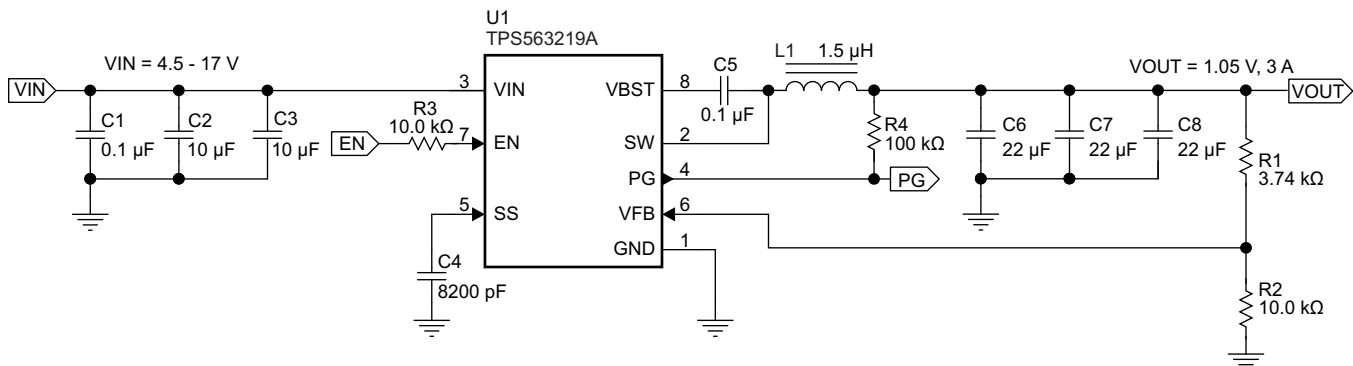 U1
TPS563219A
VIN
VIN = 4.5 - 17 V
3
VIN
VBST
8
C5
0.1 µF
L1
1.5 µH
VOUT = 1.05 V, 3 A
VOUT
C1
0.1 µF
C2
10 µF
C3
10 µF
R3
10.0 kΩ
EN
7
EN
SW
2
R4
100 kΩ
C6
22 µF
C7
22 µF
C8
22 µF
R1
3.74 kΩ
PG
4
PG
5
SS
VFB
6
GND
1
C4
8200 pF
R2
10.0 kΩ